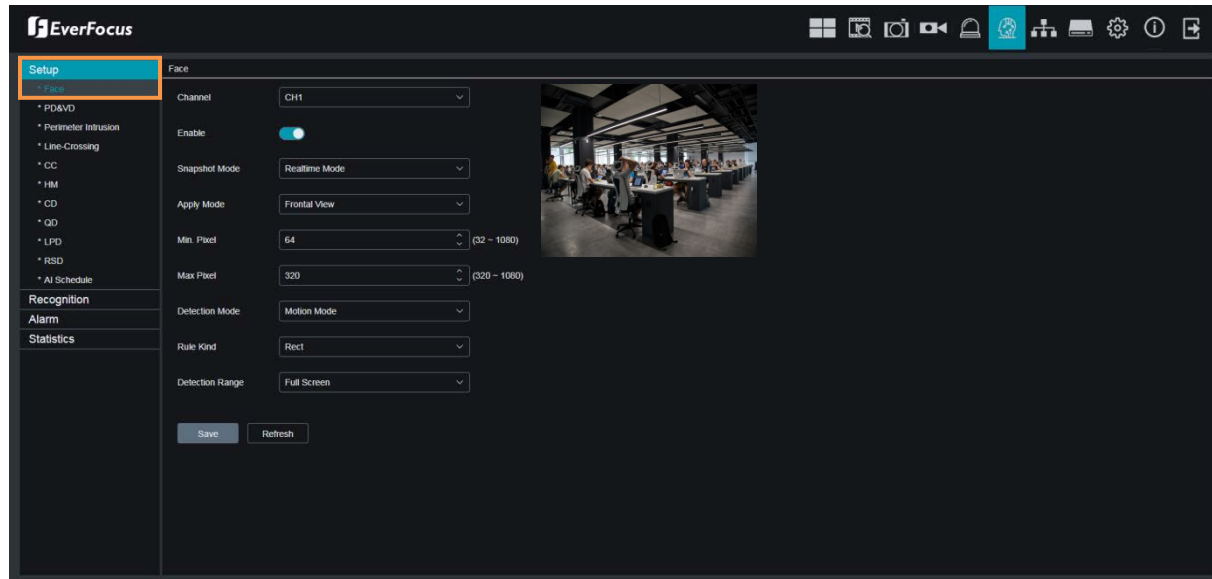 EverFocus
Setup
* Face
* PD&VD
* Perimeter Intrusion
* Line-Crossing
* CC
* HM
* CD
* QD
* LPD
* RSD
* AI Schedule
Recognition
Alarm
Statistics
Face
Channel CH1
Enable
Snapshot Mode Realtime Mode
Apply Mode Frontal View
Min. Pixel 64 (32 ~ 1080)
Max Pixel 320 (320 ~ 1080)
Detection Mode Motion Mode
Rule Kind Rect
Detection Range Full Screen
Save Refresh